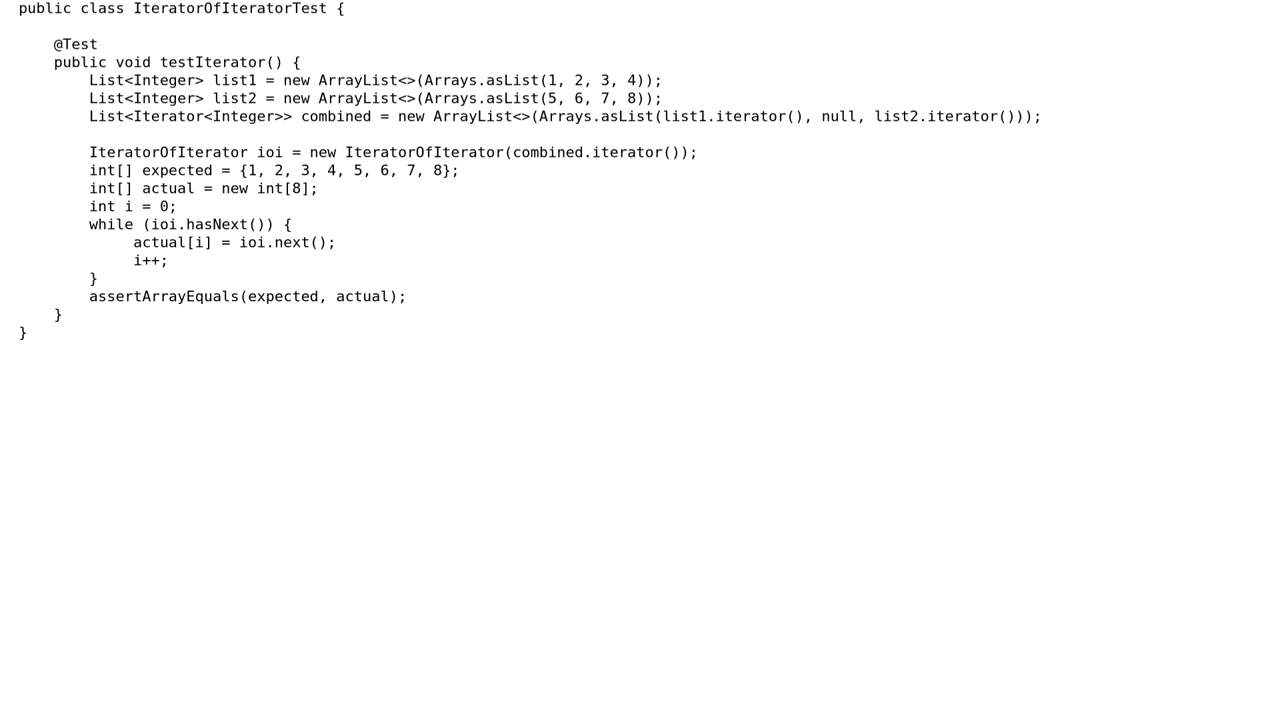 public class IteratorOfIteratorTest {
@Test
public void testIterator() {
List<Integer> list1 = new ArrayList<>(Arrays.asList(1, 2, 3, 4));
List<Integer> list2 = new ArrayList<>(Arrays.asList(5, 6, 7, 8));
List<Iterator<Integer>> combined = new ArrayList<>(Arrays.asList(list1.iterator(), null, list2.iterator()));
IteratorOfIterator ioi = new IteratorOfIterator(combined.iterator());
int[] expected = {1, 2, 3, 4, 5, 6, 7, 8};
int[] actual = new int[8];
int i = 0;
while (ioi.hasNext()) {
actual[i] = ioi.next();
i++;
}
assertArrayEquals(expected, actual);
}
}